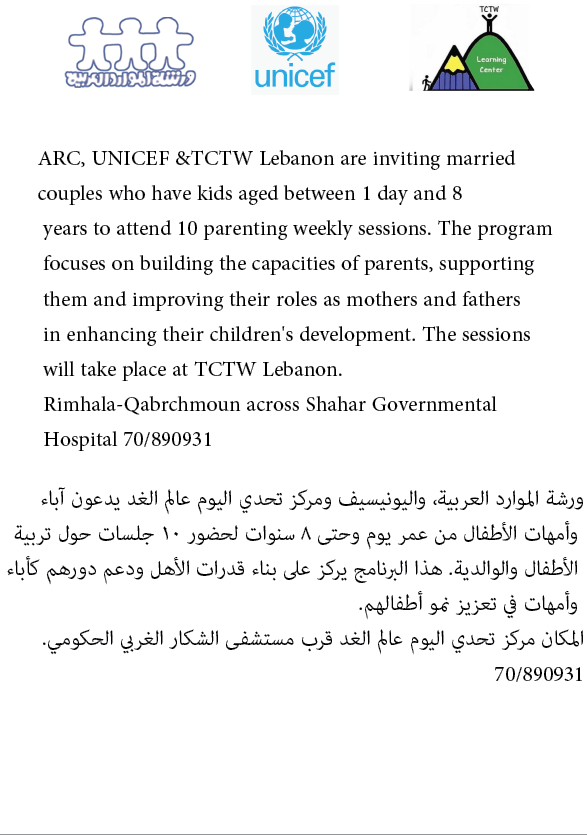 ورشة الموارد العربية
unicef
TCTW
Learning
Center
ARC, UNICEF &TCTW Lebanon are inviting married
couples who have kids aged between 1 day and 8
years to attend 10 parenting weekly sessions. The program
focuses on building the capacities of parents, supporting
them and improving their roles as mothers and fathers
in enhancing their children's development. The sessions
will take place at TCTW Lebanon.
Rimhala-Qabrchmoun across Shahar Governmental
Hospital 70/890931
ورشة الموارد العربية، واليونيسيف ومركز تحدي اليوم عالم الغد يدعون آباء
وأمهات الأطفال من عمر يوم وحتى ٨ سنوات لحضور ١٠ جلسات حول تربية
الأطفال والوالدية. هذا البرنامج يركز على بناء قدرات الأهل ودعم دورهم كأباء
وأمهات في تعزيز نمو أطفالهم.
المكان مركز تحدي اليوم عالم الغد قرب مستشفى الشكار الغربي الحكومي.
70/890931